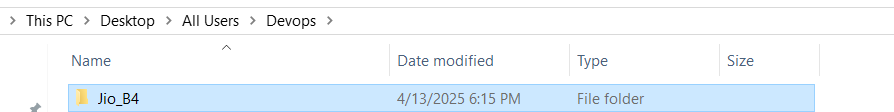 This PC > Desktop > All Users > Devops >
Name Date modified Type Size
Jio_B4 4/13/2025 6:15 PM File folder